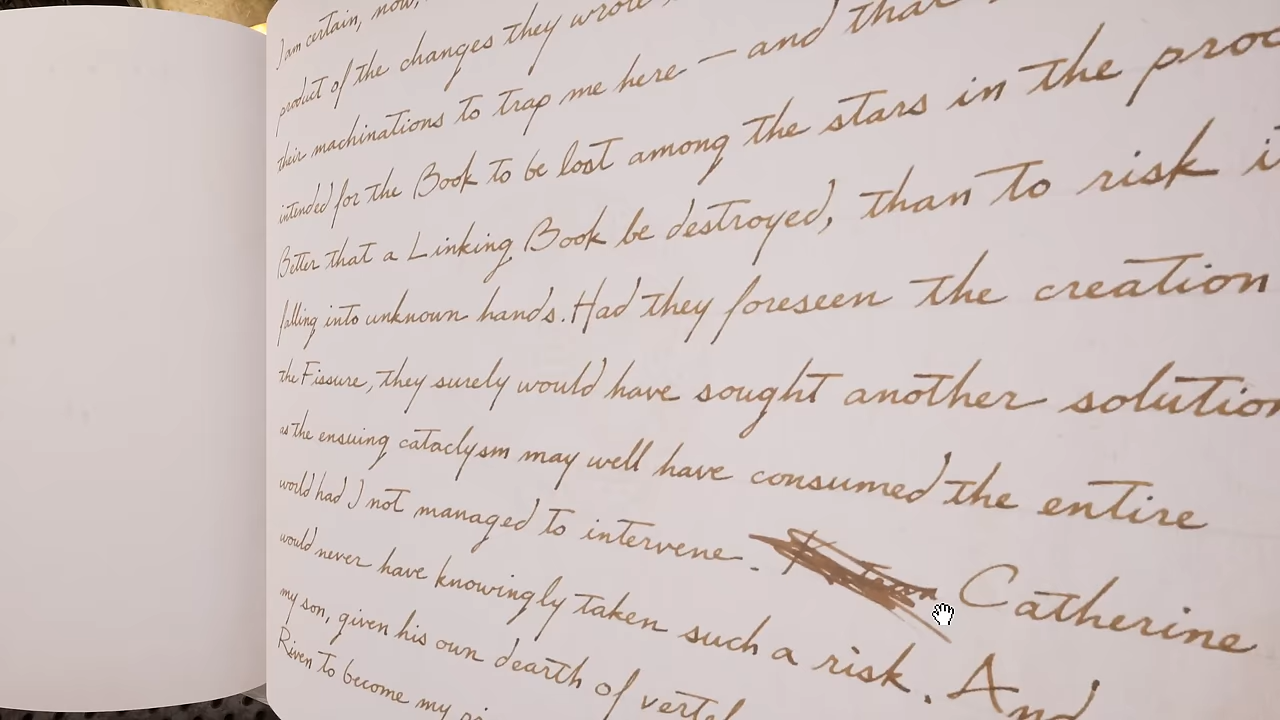 I am certain, now,
product of the changes they wrote
their machinations to trap me here — and that
intended for the Book to be lost among the stars in the proc
Better that a Linking Book be destroyed, than to risk i
falling into unknown hands. Had they foreseen the creation
the Fissure, they surely would have sought another solution
as the ensuing cataclysm may well have consumed the entire
world had I not managed to intervene. Catherine
would never have knowingly taken such a risk. And
my son, given his own dearth of
Riven to become my